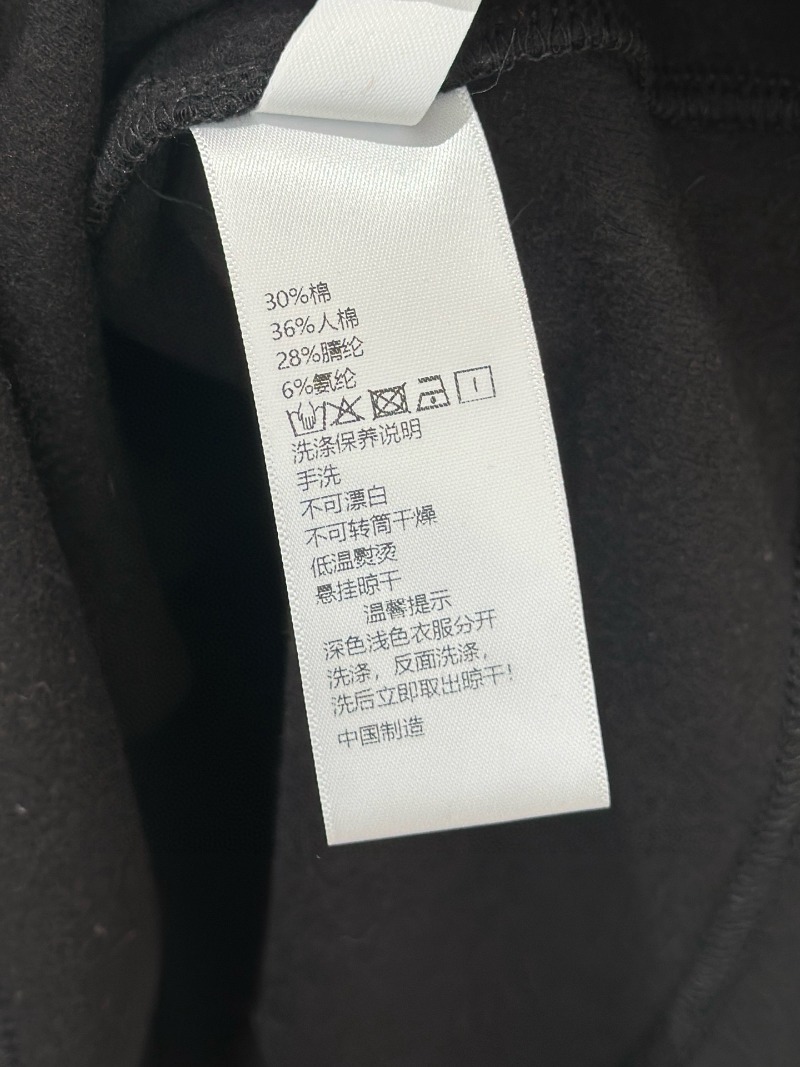 30%棉
36%人棉
28%腈纶
6%氨纶
洗涤保养说明
手洗
不可漂白
不可转筒干燥
低温熨烫
悬挂晾干
温馨提示
深色浅色衣服分开
洗涤，反面洗涤，
洗后立即取出晾干！
中国制造